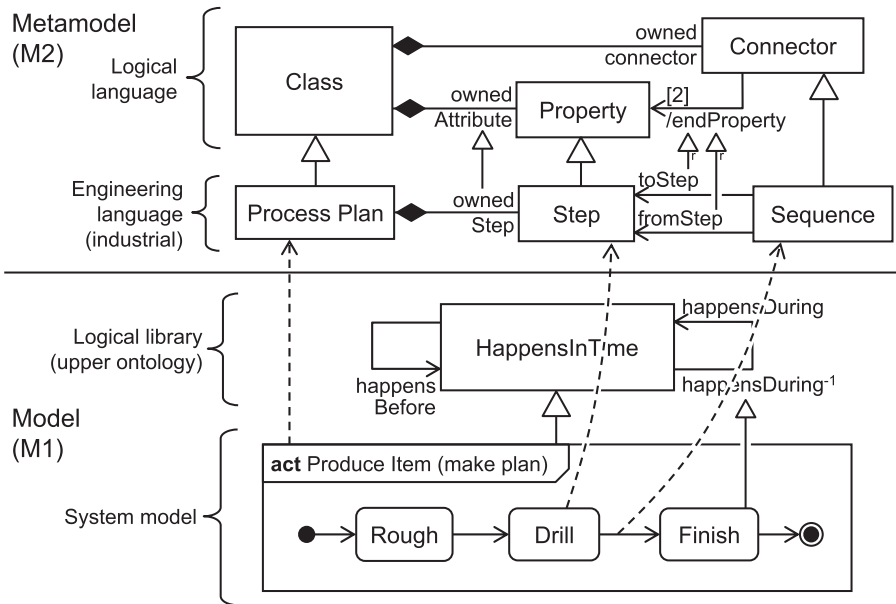 Metamodel
(M2)
Logical
language
Class
owned
connector
Connector
owned
Attribute
Property
[2]
/endProperty
r
r
Engineering
language
(industrial)
Process Plan
owned
Step
Step
toStep
fromStep
Sequence
Logical library
(upper ontology)
HappensInTime
happensDuring
happens
Before
happensDuring-1
Model
(M1)
act Produce Item (make plan)
System model
Rough
Drill
Finish